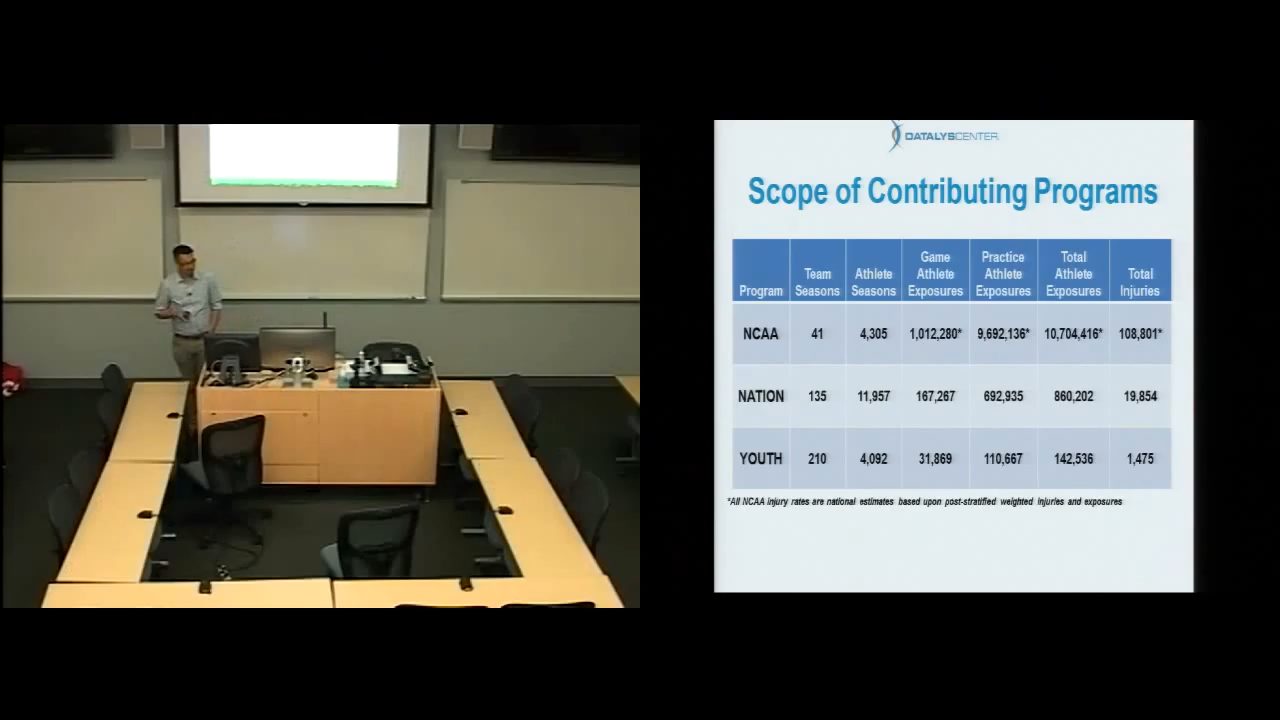 DATALYSCENTER
Scope of Contributing Programs
Program Team Seasons Athlete Seasons Game Athlete Exposures Practice Athlete Exposures Total Athlete Exposures Total Injuries
NCAA 41 4,305 1,012,280* 9,692,136* 10,704,416* 108,801*
NATION 135 11,957 167,267 692,935 860,202 19,854
YOUTH 210 4,092 31,869 110,667 142,536 1,475
*All NCAA injury rates are national estimates based upon post-stratified weighted injuries and exposures